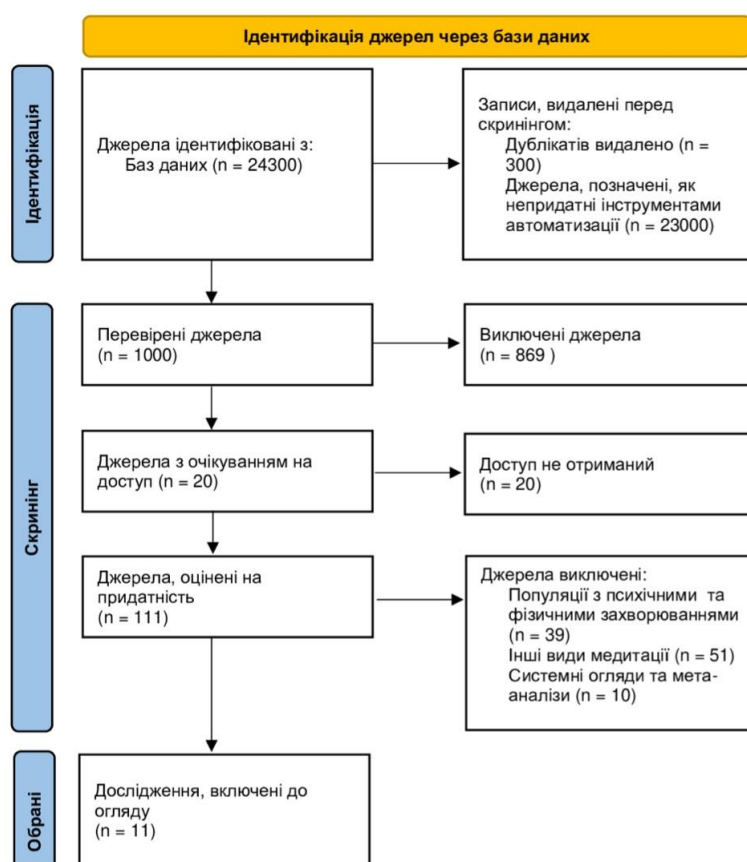 Ідентифікація джерел через бази даних
Ідентифікація
Джерела ідентифіковані з:
Баз даних (n = 24300)
Записи, видалені перед
скринінгом:
Дублікатів видалено (n =
300)
Джерела, позначені, як
непридатні інструментами
автоматизації (n = 23000)
Скринінг
Перевірені джерела
(n = 1000)
Виключені джерела
(n = 869 )
Джерела з очікуванням на
доступ (n = 20)
Доступ не отриманий
(n = 20)
Джерела, оцінені на
придатність
(n = 111)
Джерела виключені:
Популяції з психічними та
фізичними захворюваннями
(n = 39)
Інші види медитації (n = 51)
Системні огляди та мета-
аналізи (n = 10)
Обрані
Дослідження, включені до
огляду
(n = 11)